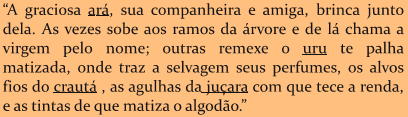 “A graciosa ará, sua companheira e amiga, brinca junto
dela. As vezes sobe aos ramos da árvore e de lá chama a
virgem pelo nome; outras remexe o uru te palha
matizada, onde traz a selvagem seus perfumes, os alvos
fios do crautá , as agulhas da juçara com que tece a renda,
e as tintas de que matiza o algodão.”